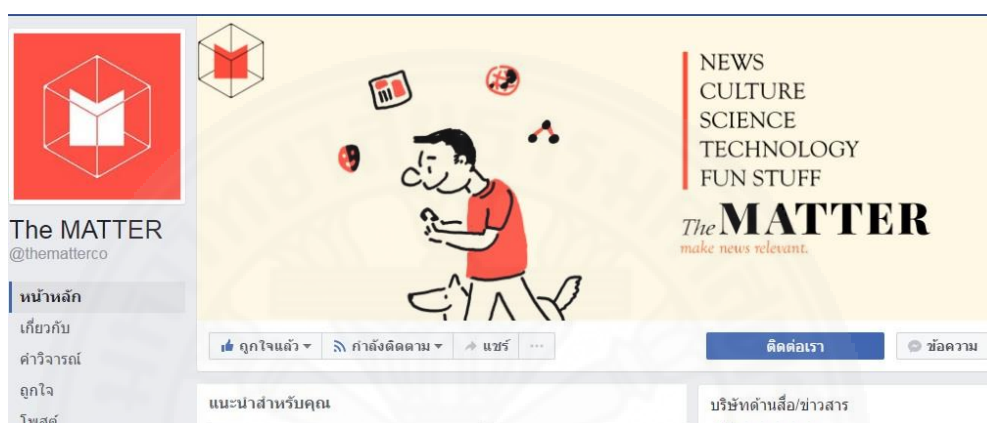 NEWS
CULTURE
SCIENCE
TECHNOLOGY
FUN STUFF
The MATTER
make news relevant.
The MATTER
@thematterco
หน้าหลัก
เกี่ยวกับ
คำวิจารณ์
ถูกใจ
โพสต์
ถูกใจแล้ว
กำลังติดตาม
แชร์
ติดต่อเรา
ข้อความ
แนะนำสำหรับคุณ
บริษัทด้านสื่อ/ข่าวสาร